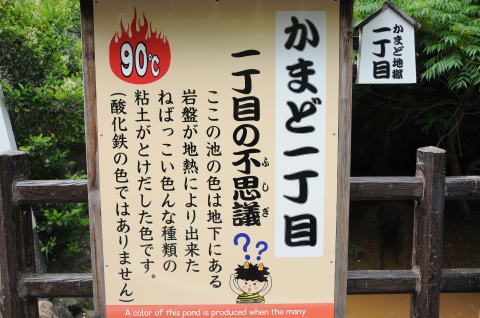 かまど一丁目
一丁目の不思議
ふしぎ
??
90℃
ここの池の色は地下にある
岩盤が地熱により出来た
ねばっこい色んな種類の
粘土がとけだした色です。
(酸化鉄の色ではありません)
A color of this pond is produced when the many
かまど地獄
一丁目